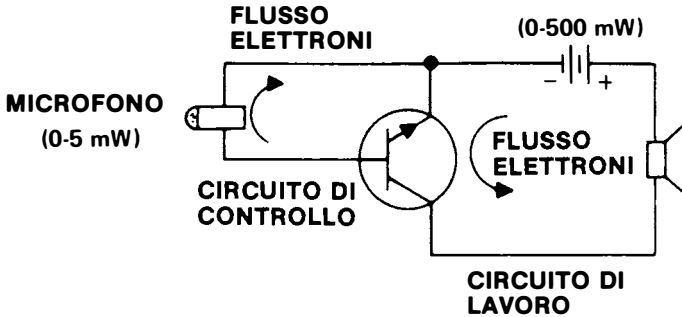 FLUSSO
ELETTRONI
(0-500 mW)
- +
MICROFONO
(0-5 mW)
FLUSSO
ELETTRONI
CIRCUITO DI
CONTROLLO
CIRCUITO DI
LAVORO